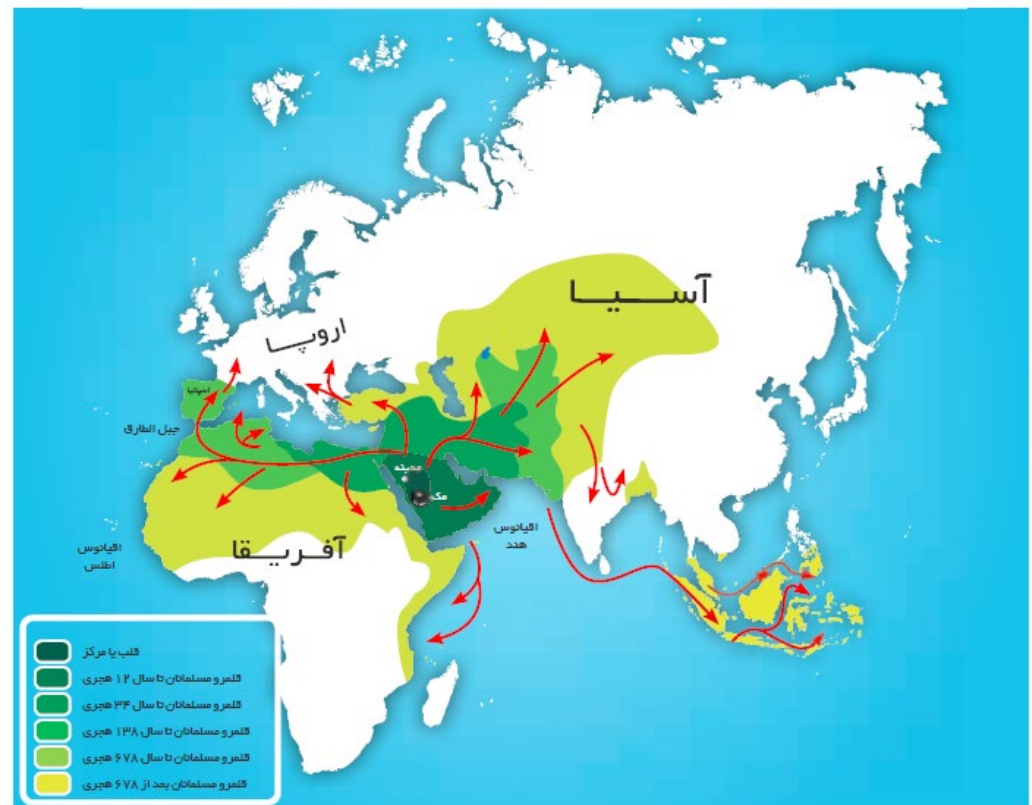 آسیا
اروپا
اسپانیا
جبل الطارق
مدینه
مکه
اقیانوس
هند
آفریقا
اقیانوس
اطلس
قلب یا مرکز
قلمرو مسلمانان تا سال ۱۲ هجری
قلمرو مسلمانان تا سال ۳۴ هجری
قلمرو مسلمانان تا سال ۱۳۸ هجری
قلمرو مسلمانان تا سال ۶۷۸ هجری
قلمرو مسلمانان بعد از ۶۷۸ هجری